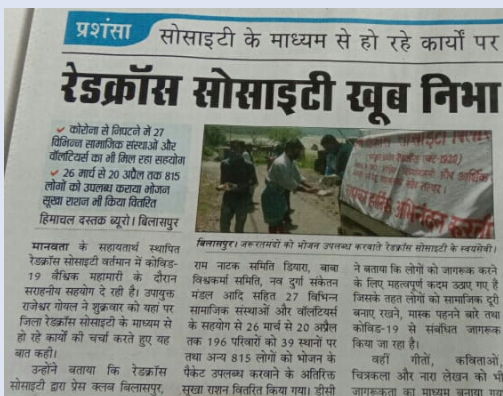 प्रशंसा
सोसाइटी के माध्यम से हो रहे कार्यों पर
रेडक्रॉस सोसाइटी खूब निभा
कोरोना से निपटने में 27
विभिन्न सामाजिक संस्थाओं और
वॉलंटियर्स का भी मिल रहा सहयोग
26 मार्च से 20 अप्रैल तक 815
लोगों को उपलब्ध कराया भोजन
सूखा राशन भी किया वितरित
हिमाचल दस्तक ब्यूरो। बिलासपुर
मानवता के सहायतार्थ स्थापित
रेडक्रॉस सोसाइटी वर्तमान में कोविड-
19 वैश्विक महामारी के दौरान
सराहनीय सहयोग दे रही है। उपायुक्त
राजेश्वर गोयल ने शुक्रवार को यहां पर
जिला रेडक्रॉस सोसाइटी के माध्यम से
हो रहे कार्यों की चर्चा करते हुए यह
बात कही।
उन्होंने बताया कि रेडक्रॉस
सोसाइटी द्वारा प्रेस क्लब बिलासपुर,
बिलासपुर। जरूरतमंदों को भोजन उपलब्ध करवाते रेडक्रॉस सोसाइटी के स्वयंसेवी।
राम नाटक समिति डियारा, बाबा
विश्वकर्मा समिति, नव दुर्गा संकेतन
मंडल आदि सहित 27 विभिन्न
सामाजिक संस्थाओं और वॉलंटियर्स
के सहयोग से 26 मार्च से 20 अप्रैल
तक 196 परिवारों को 39 स्थानों पर
तथा अन्य 815 लोगों को भोजन के
पैकेट उपलब्ध करवाने के अतिरिक्त
सूखा राशन वितरित किया गया। डीसी
ने बताया कि लोगों को जागरूक करने
के लिए महत्वपूर्ण कदम उठाए गए हैं
जिसके तहत लोगों को सामाजिक दूरी
बनाए रखने, मास्क पहनने बारे तथा
कोविड-19 से संबंधित जागरूक
किया जा रहा है।
वहीं गीतों, कविताओं,
चित्रकला और नारा लेखन को भी
जागरूकता का माध्यम बनाया गया